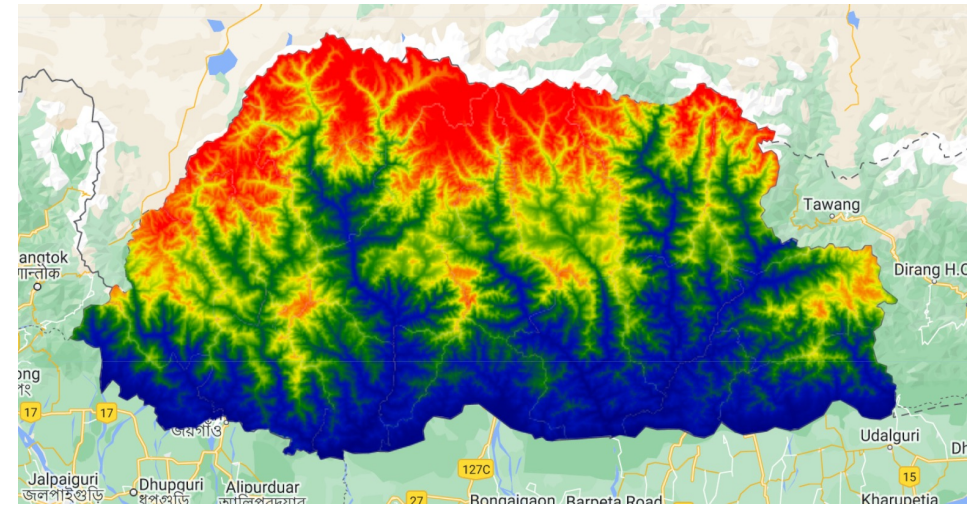 Tawang
angtok
Dirang H.Q
ong
17
17
জয়গাঁও
Udalguri
127C
Jalpaiguri
জলপাইগুড়ি
Dhupguri
ধূপগুড়ি
Alipurduar
আলিপুরদুয়ার
15
27
Bongaigaon
Barpeta Road
Kharupetia
Dh